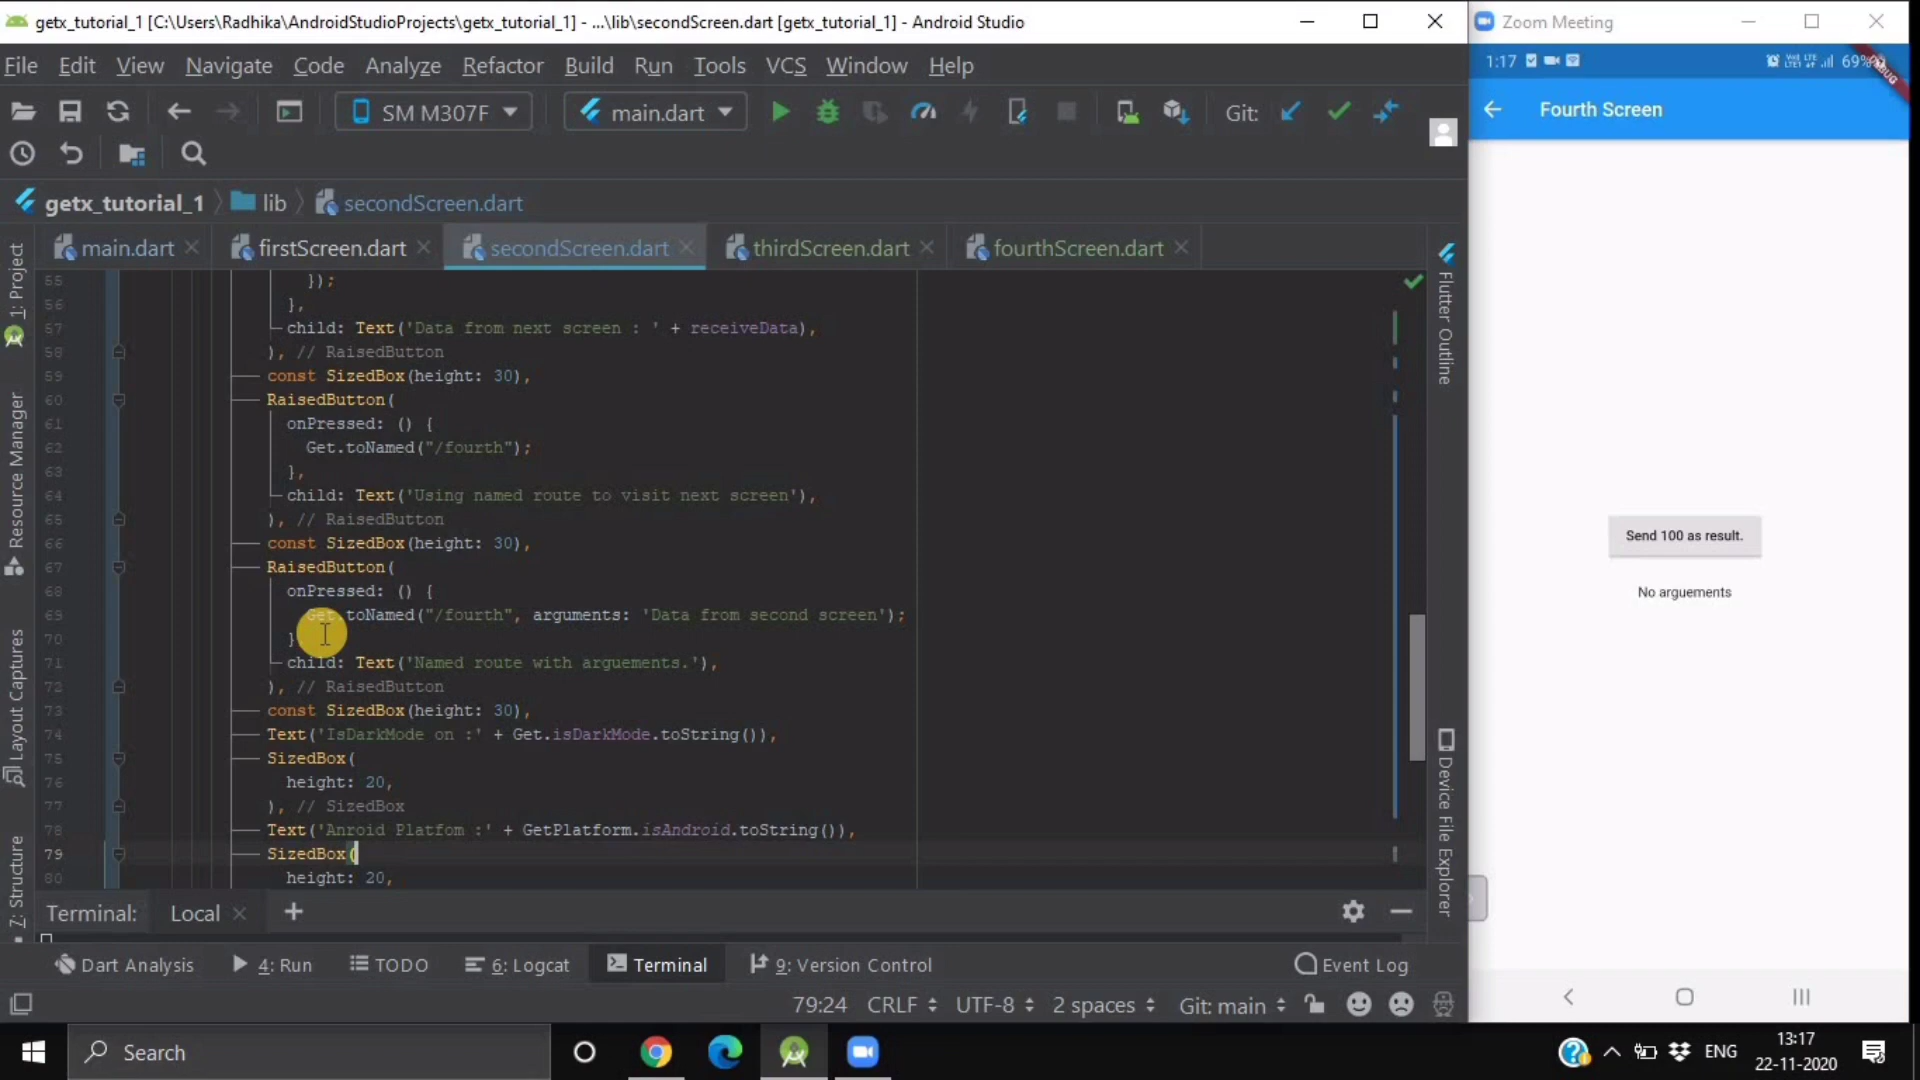 getx_tutorial_1 [C:\Users\Radhika\AndroidStudioProjects\getx_tutorial_1] - ...\lib\secondScreen.dart [getx_tutorial_1] - Android Studio
File Edit View Navigate Code Analyze Refactor Build Run Tools VCS Window Help
SM M307F
main.dart
Git:
getx_tutorial_1
lib
secondScreen.dart
main.dart
firstScreen.dart
secondScreen.dart
thirdScreen.dart
fourthScreen.dart
1: Project
Resource Manager
Layout Captures
Z: Structure
55 });
56 },
57 child: Text('Data from next screen : ' + receiveData),
58 ), // RaisedButton
59 const SizedBox(height: 30),
60 RaisedButton(
61 onPressed: () {
62 Get.toNamed("/fourth");
63 },
64 child: Text('Using named route to visit next screen'),
65 ), // RaisedButton
66 const SizedBox(height: 30),
67 RaisedButton(
68 onPressed: () {
69 Get.toNamed("/fourth", arguments: 'Data from second screen');
70 }
71 child: Text('Named route with arguements.'),
72 ), // RaisedButton
73 const SizedBox(height: 30),
74 Text('IsDarkMode on :' + Get.isDarkMode.toString()),
75 SizedBox(
76 height: 20,
77 ), // SizedBox
78 Text('Anroid Platfom :' + GetPlatform.isAndroid.toString()),
79 SizedBox(
80 height: 20,
Flutter Outline
Device File Explorer
Terminal: Local
Dart Analysis
4: Run
TODO
6: Logcat
Terminal
9: Version Control
Event Log
79:24 CRLF UTF-8 2 spaces Git: main
Zoom Meeting
1:17
69%
DEBUG
Fourth Screen
Send 100 as result.
No arguements
Search
ENG
13:17
22-11-2020